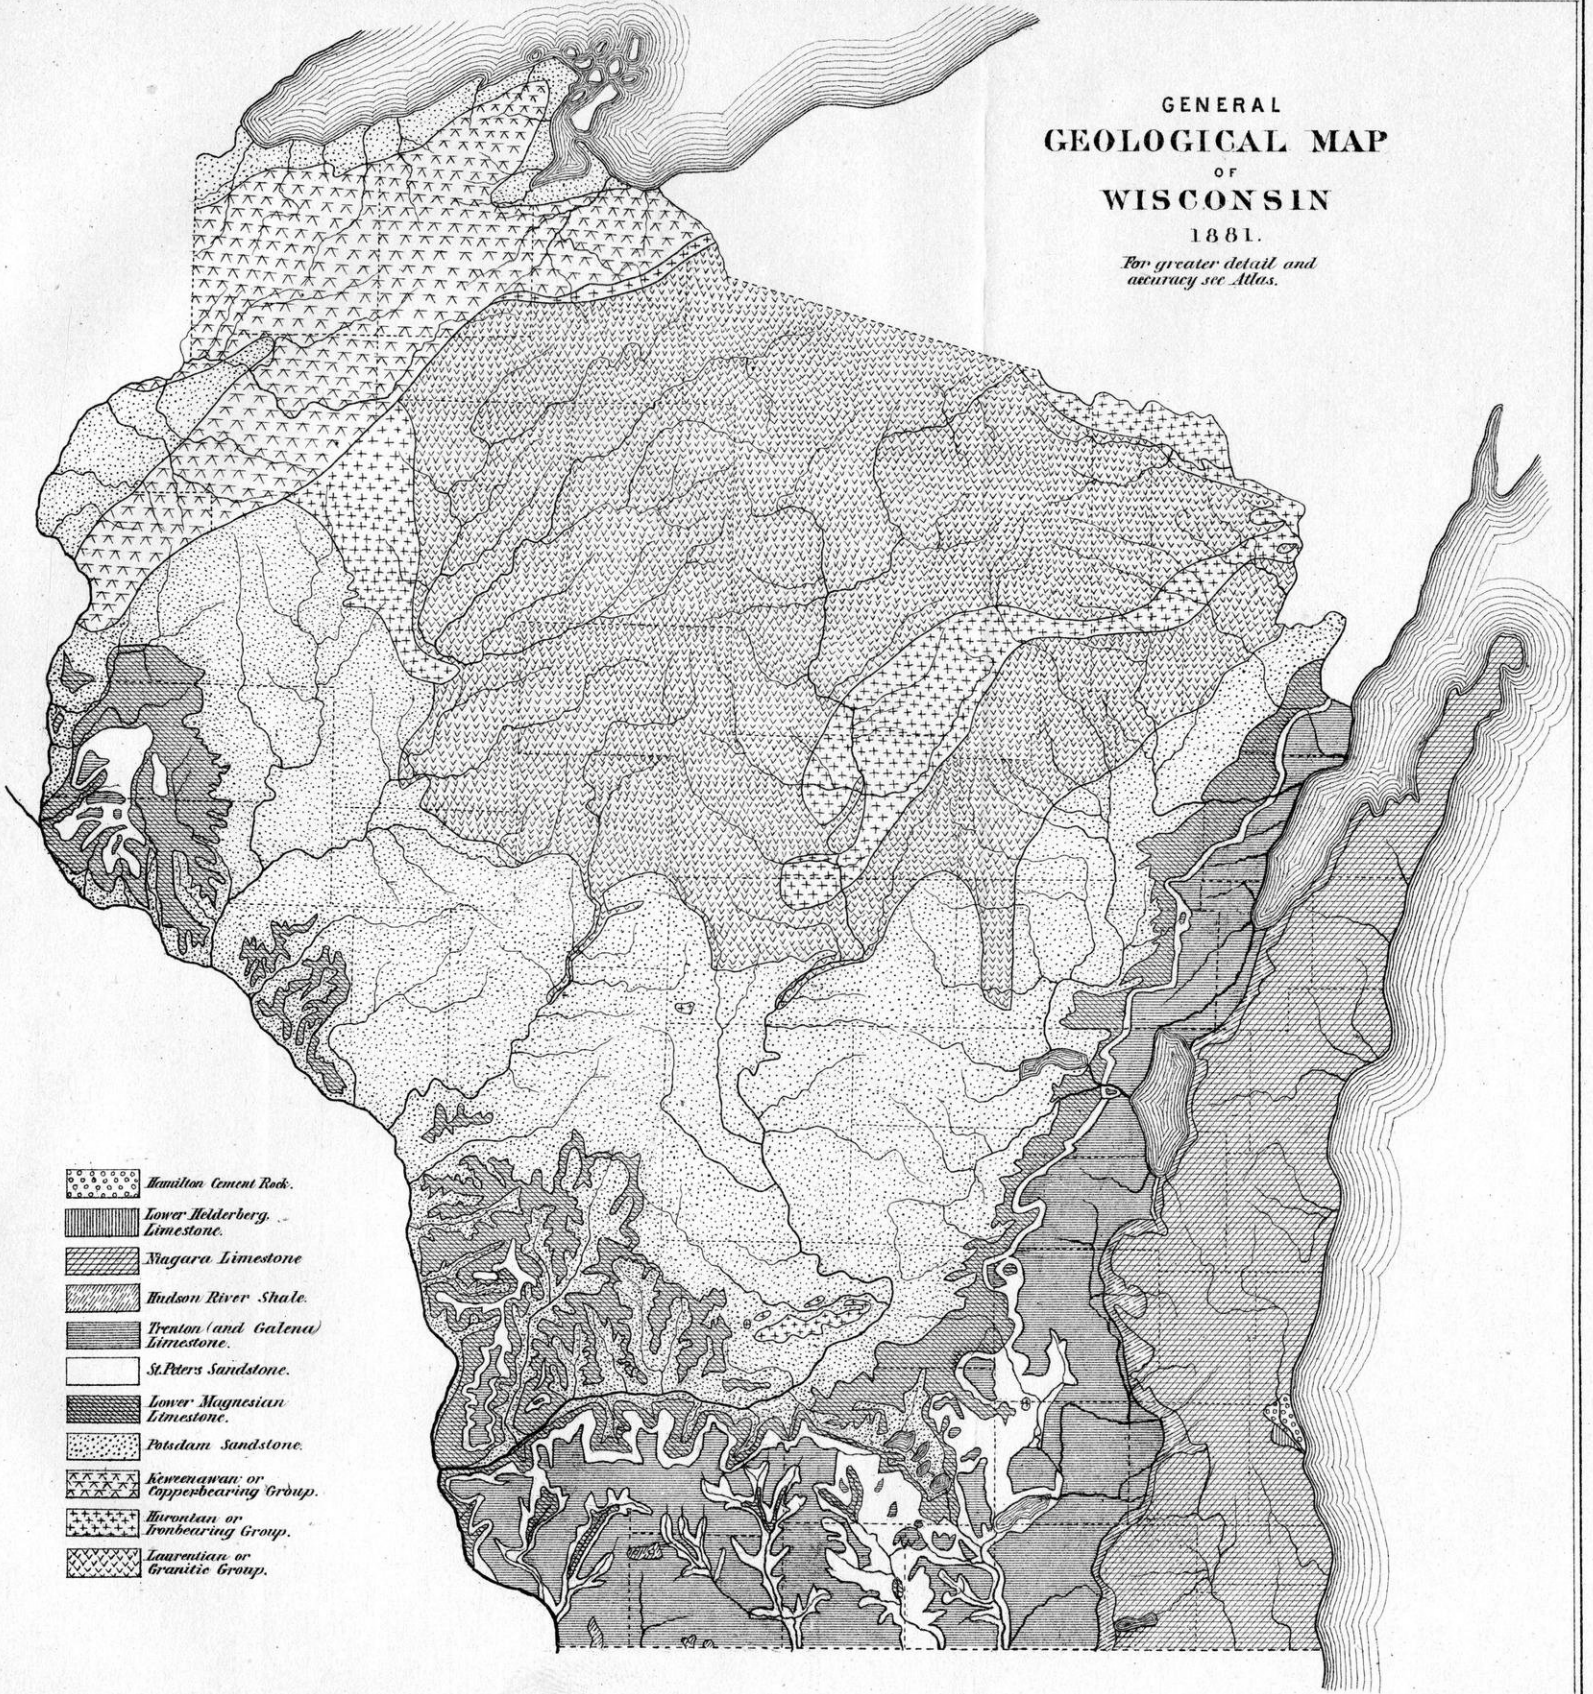 GENERAL
GEOLOGICAL MAP
OF
WISCONSIN
1881.
For greater detail and
accuracy see Atlas.
Hamilton Cement Rock.
Lower Helderberg
Limestone.
Niagara Limestone
Hudson River Shale.
Trenton (and Galena)
Limestone.
St. Peters Sandstone.
Lower Magnesian
Limestone.
Potsdam Sandstone.
Keweenawan or
Copperbearing Group.
Huronian or
Ironbearing Group.
Laurentian or
Granitic Group.